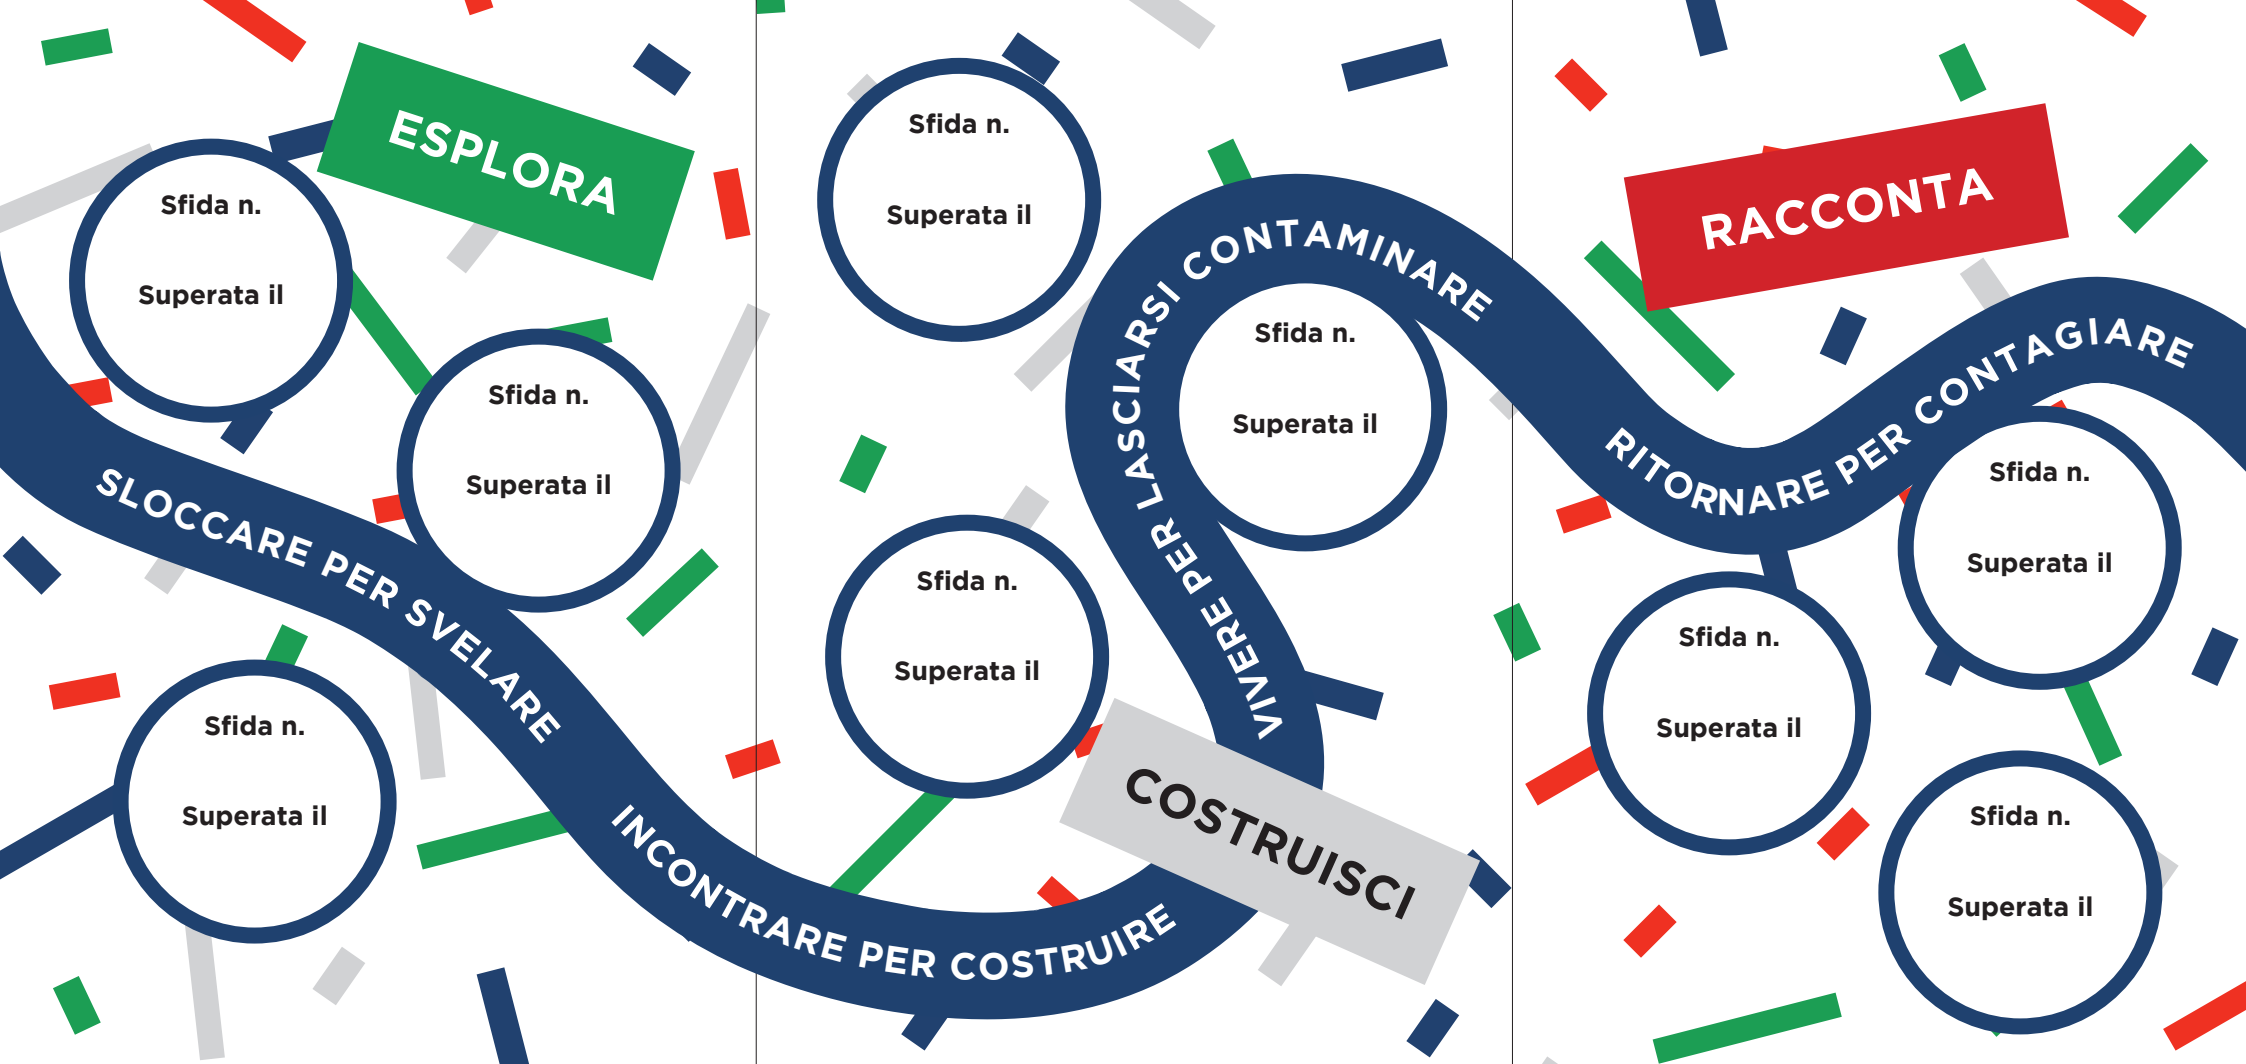 ESPLORA
Sfida n.
Superata il
Sfida n.
Superata il
SLOCCARE PER SVELARE
Sfida n.
Superata il
INCONTRARE PER COSTRUIRE
Sfida n.
Superata il
Sfida n.
Superata il
Sfida n.
Superata il
COSTRUISCI
VIVERE PER LASCIARSI CONTAMINARE
RACCONTA
RITORNARE PER CONTAGIARE
Sfida n.
Superata il
Sfida n.
Superata il
Sfida n.
Superata il